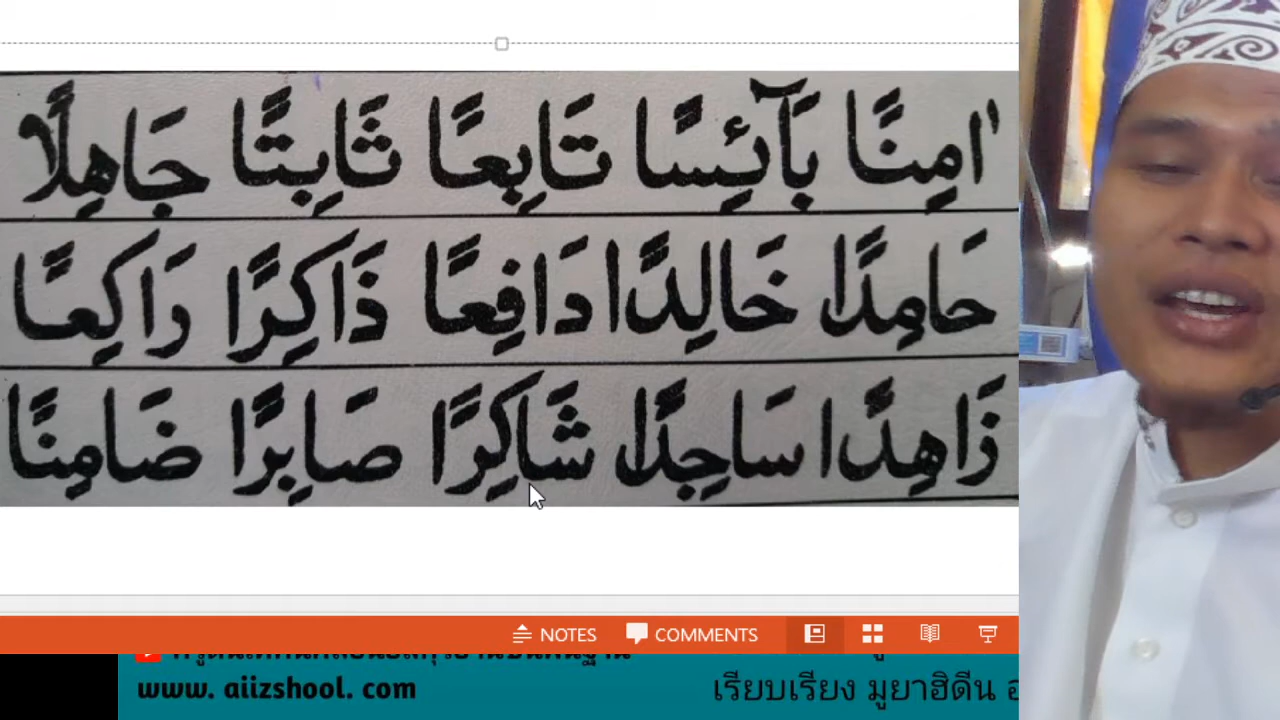 اٰمِنًا بَآئِسًا تَابِعًا ثَابِتًا جَاهِلًا
حَامِدًا خَالِدًا دَافِعًا ذَاكِرًا رَاكِعًا
زَاهِدًا سَاجِدًا شَاكِرًا صَابِرًا ضَامِنًا
NOTES COMMENTS
www. aiizshool. com
เรียบเรียง มูยาฮิดีน อ